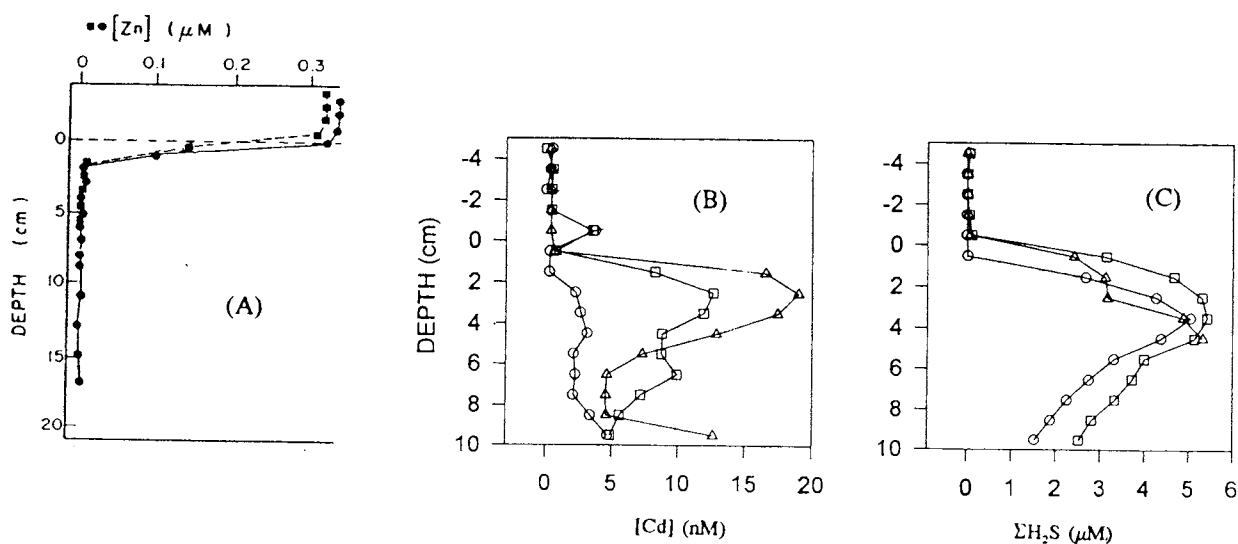 ■● [Zn] (μM)
0 0.1 0.2 0.3
DEPTH (cm)
0
5
10
15
20
(A)
DEPTH (cm)
-4
-2
0
2
4
6
8
10
(B)
0 5 10 15 20
[Cd] (nM)
-4
-2
0
2
4
6
8
10
(C)
0 1 2 3 4 5 6
ΣH₂S (μM)